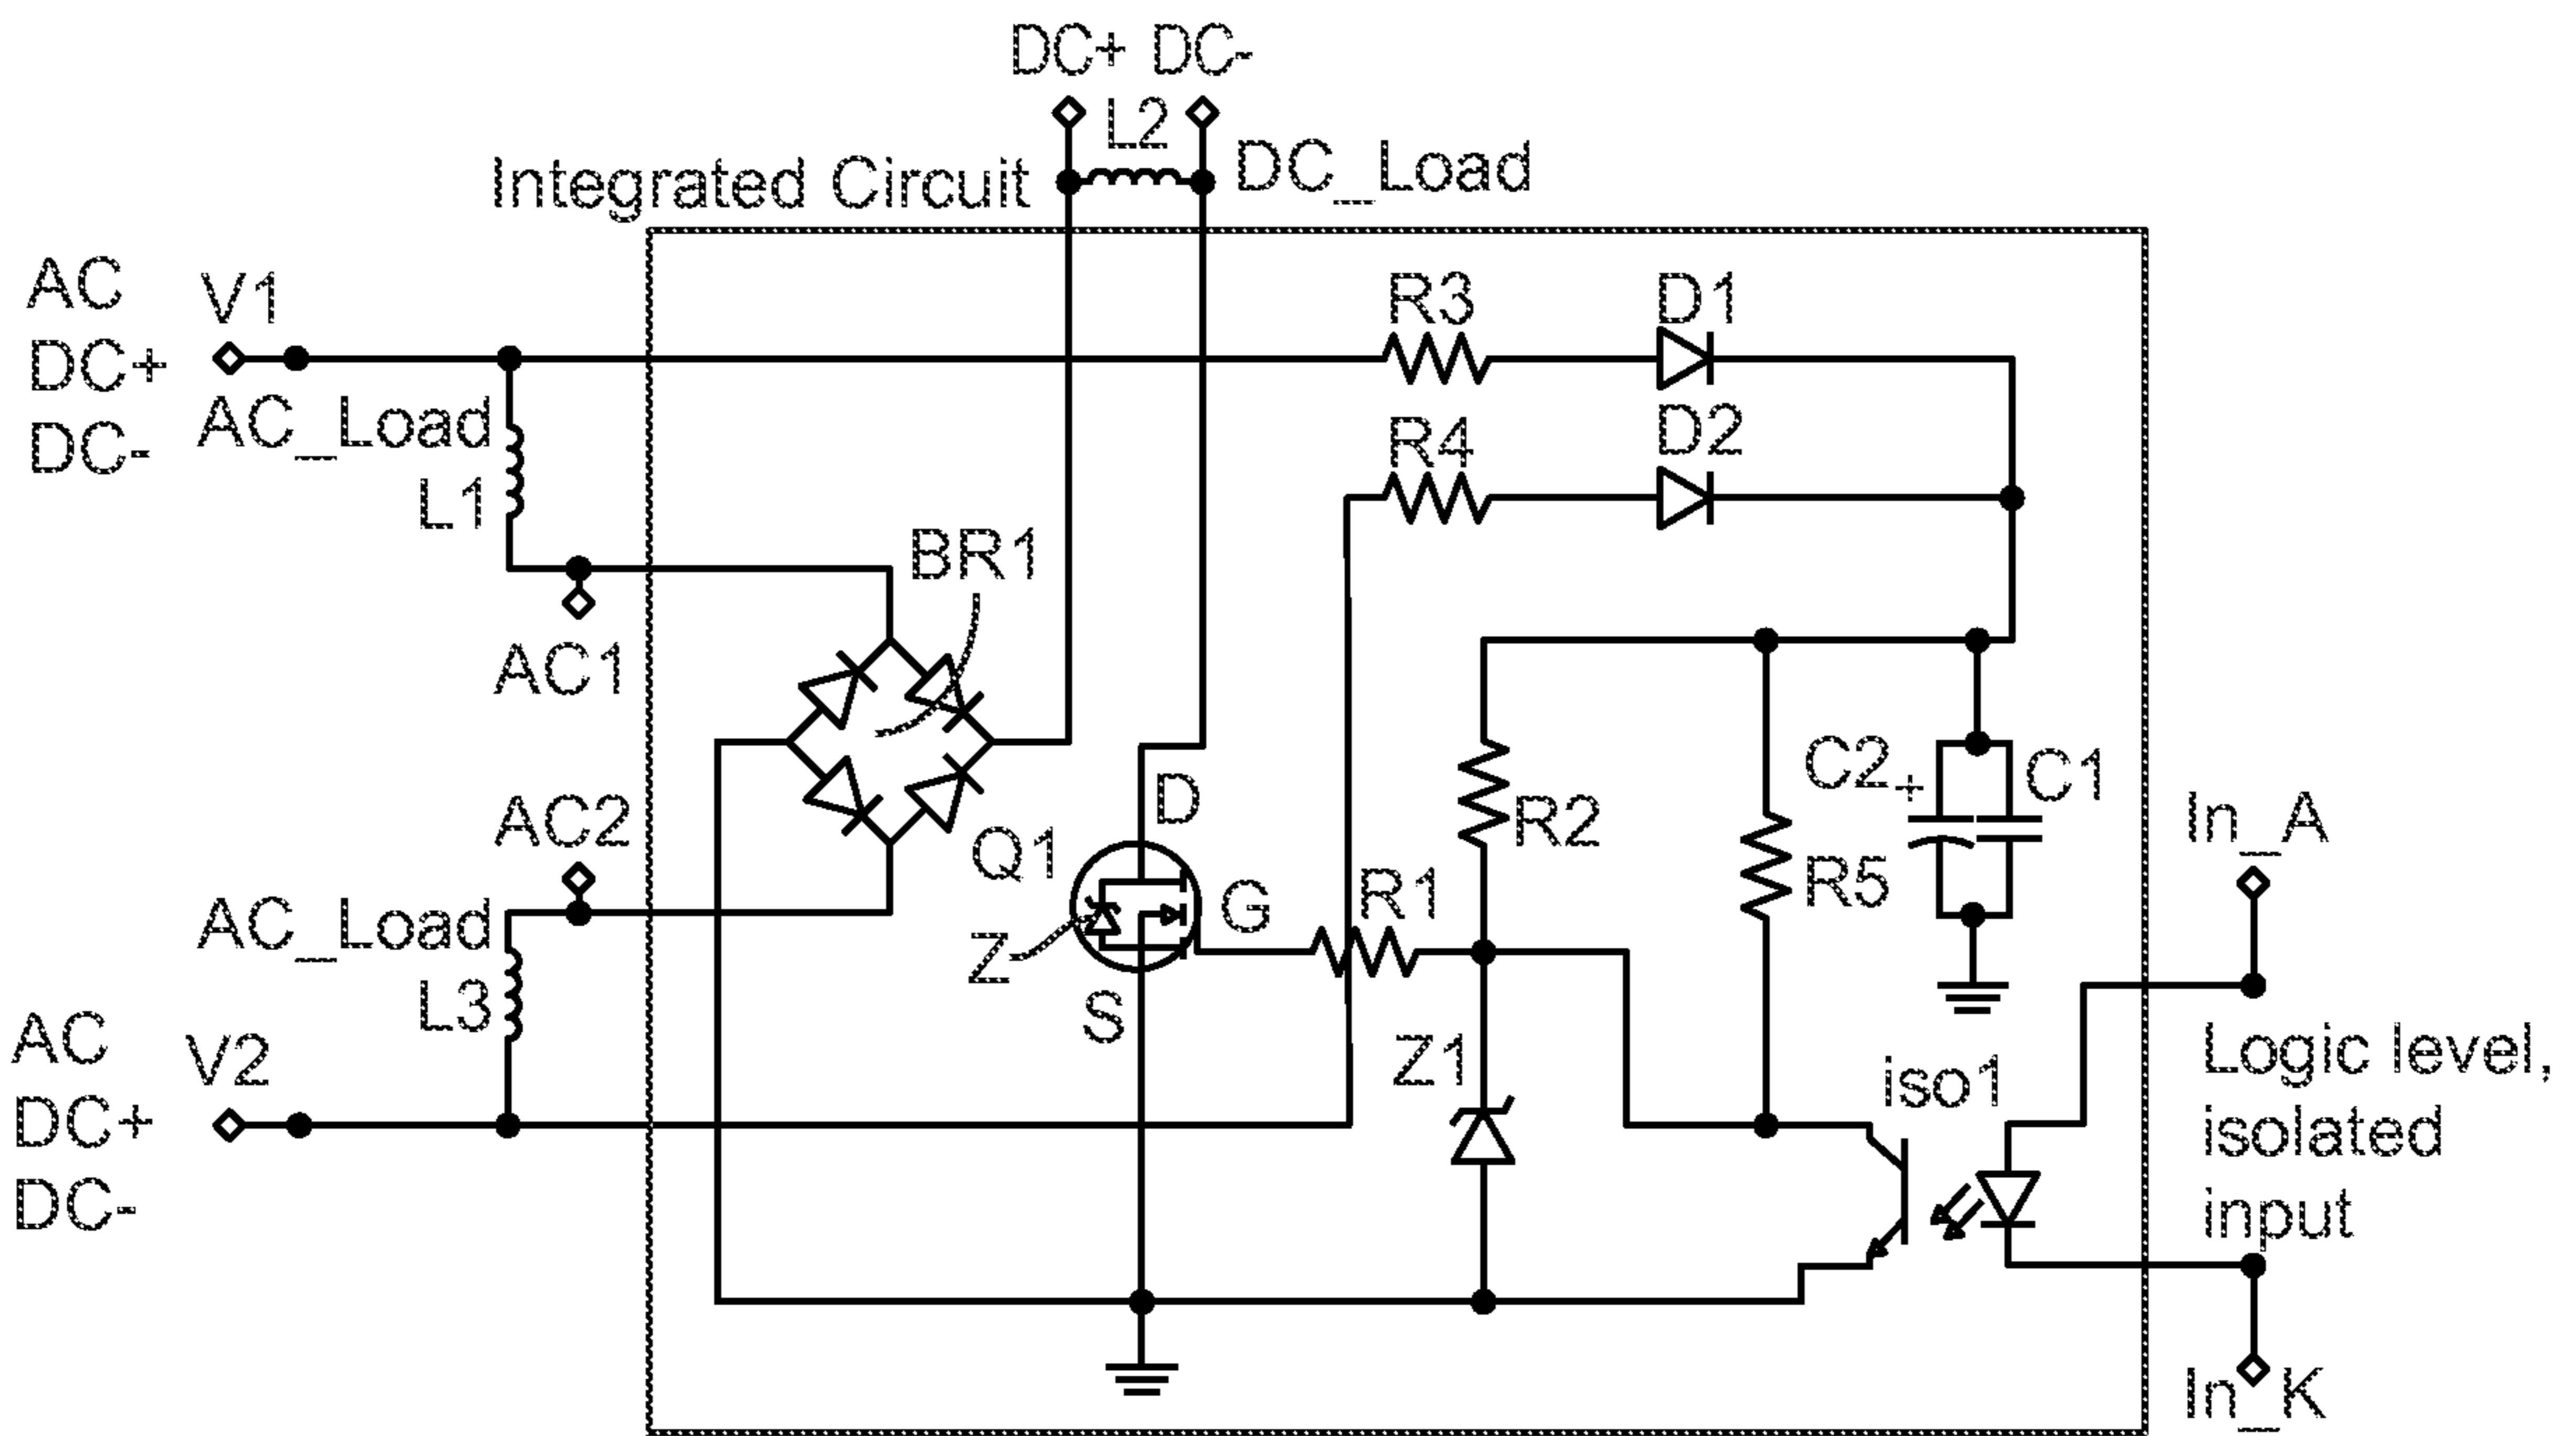 DC+ DC-
L2
DC_Load
Integrated Circuit
AC
DC+
DC-
V1
AC_Load
L1
R3
D1
R4
D2
BR1
AC1
AC2
AC_Load
L3
AC
DC+
DC-
V2
D
Q1
G
Z
S
R1
R2
Z1
R5
C2
+
C1
iso1
In_A
Logic level,
isolated
input
In_K